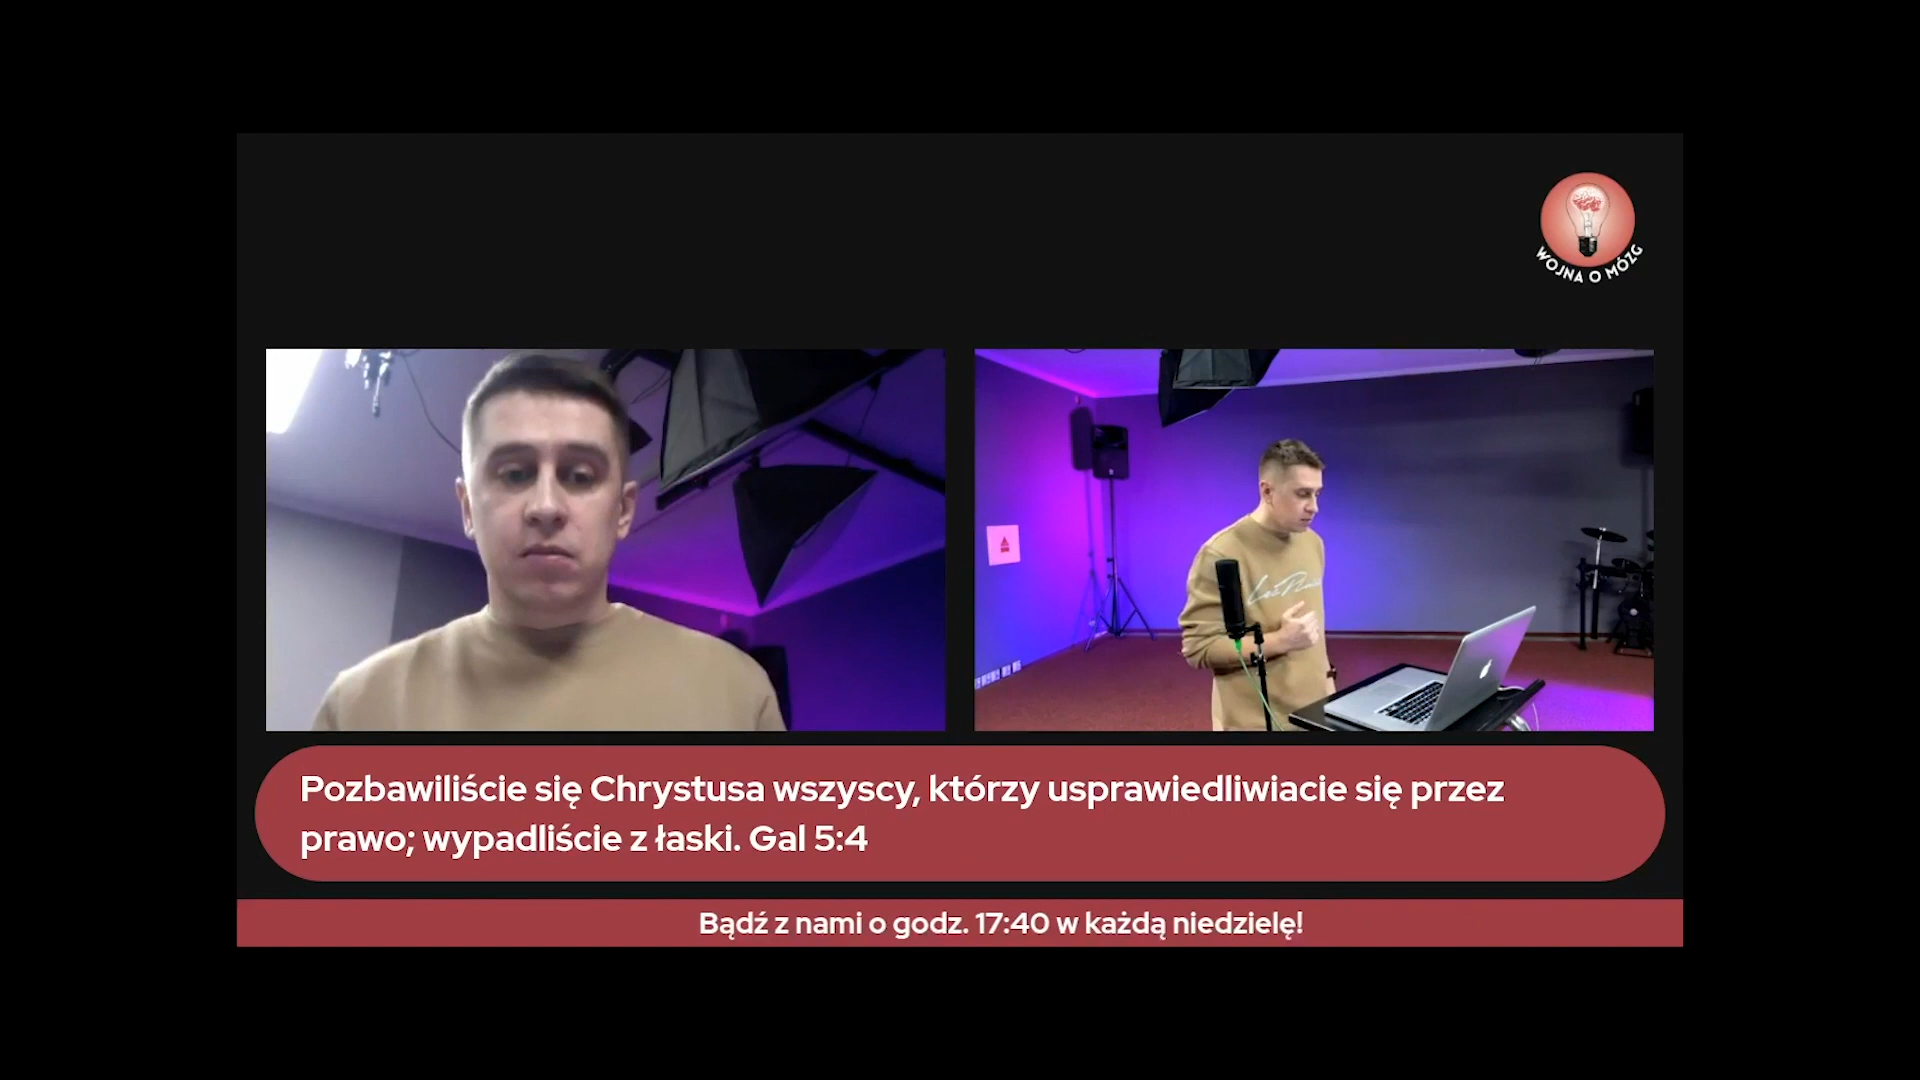 WOJNA O MÓZG
Pozbawiliście się Chrystusa wszyscy, którzy usprawiedliwiacie się przez
prawo; wypadliście z łaski. Gal 5:4
Bądź z nami o godz. 17:40 w każdą niedzielę!